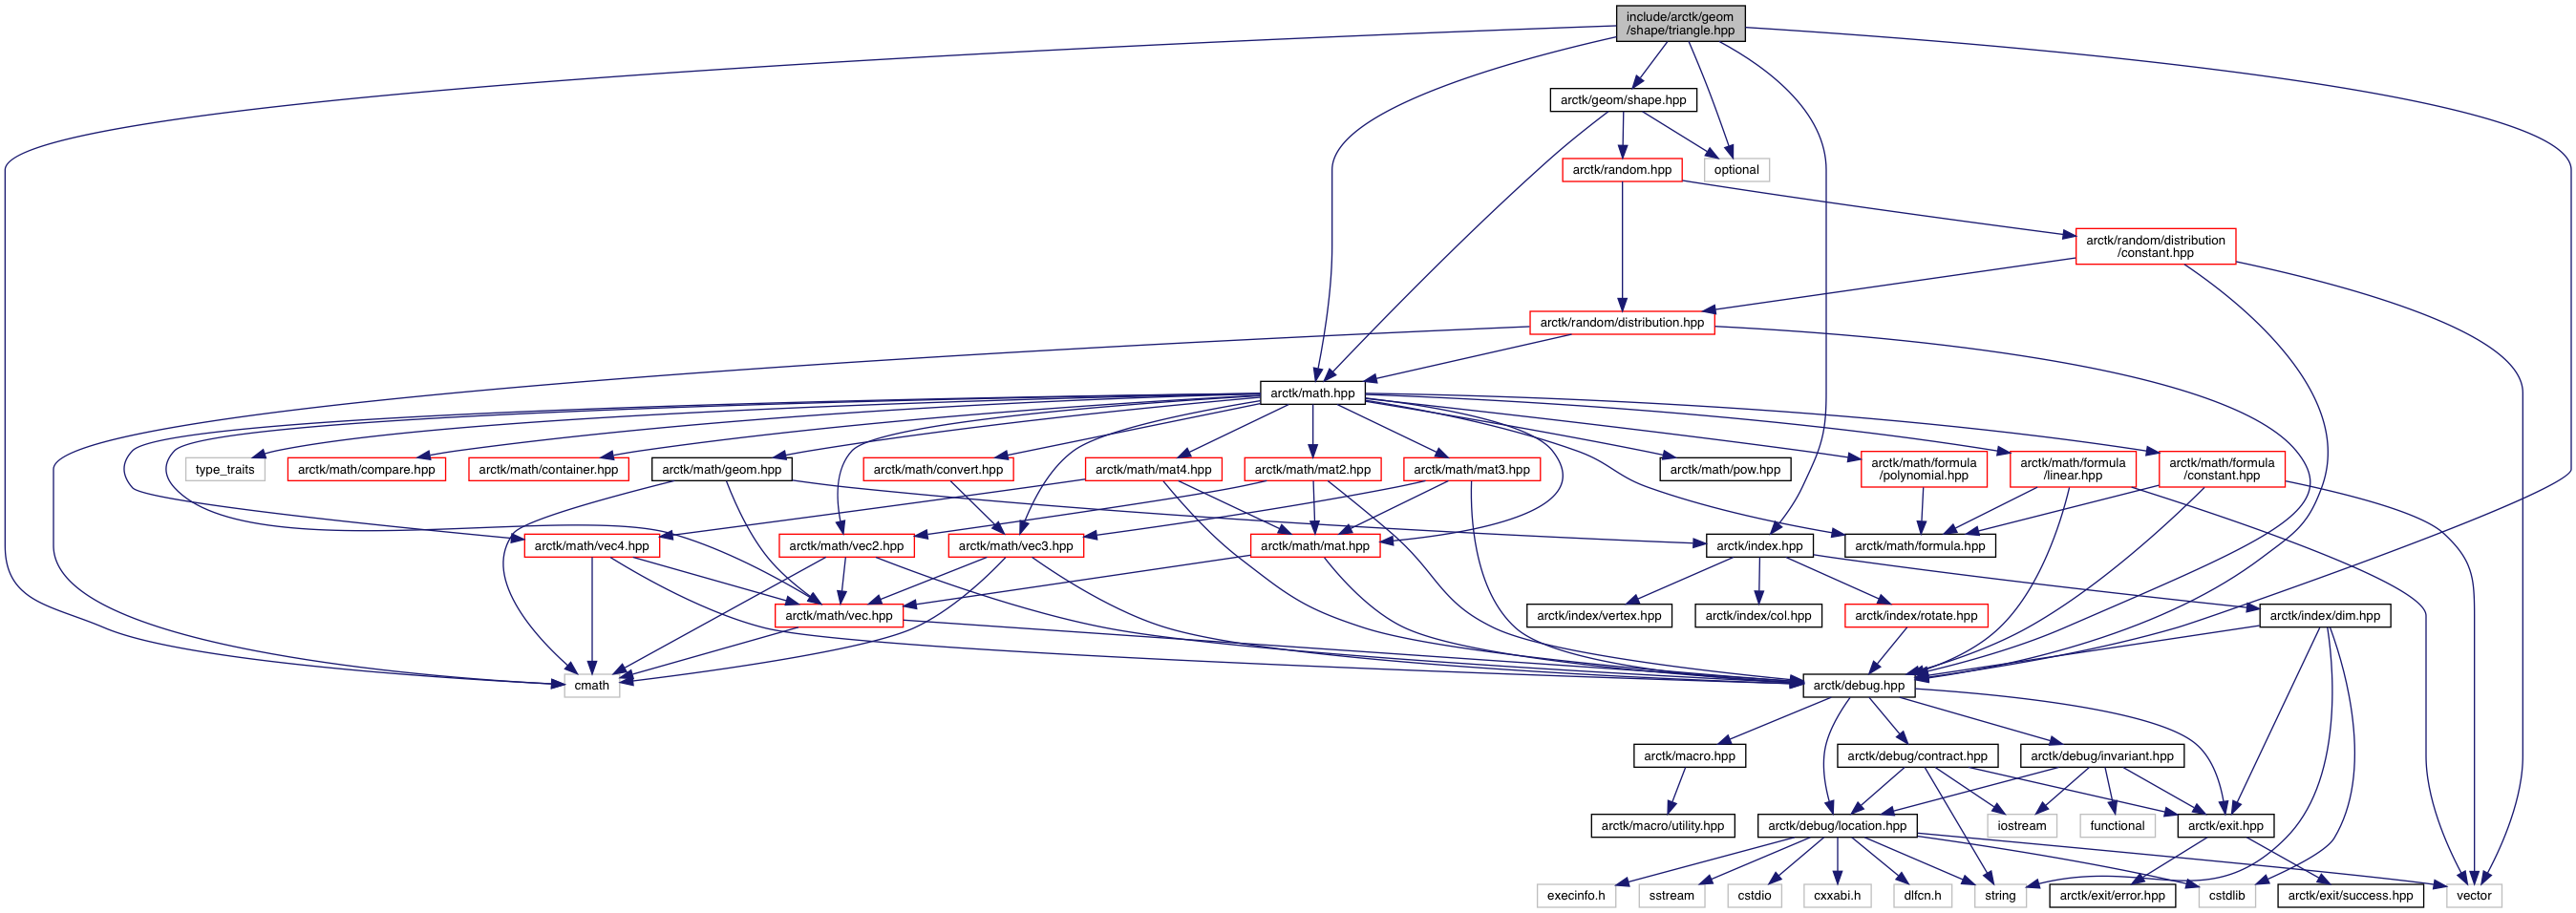 include/arctk/geom
/shape/triangle.hpp
arctk/geom/shape.hpp
arctk/random.hpp
optional
arctk/random/distribution
/constant.hpp
arctk/random/distribution.hpp
arctk/math.hpp
type_traits
arctk/math/compare.hpp
arctk/math/container.hpp
arctk/math/geom.hpp
arctk/math/convert.hpp
arctk/math/mat4.hpp
arctk/math/mat2.hpp
arctk/math/mat3.hpp
arctk/math/pow.hpp
arctk/math/formula
/polynomial.hpp
arctk/math/formula
/linear.hpp
arctk/math/formula
/constant.hpp
arctk/math/vec4.hpp
arctk/math/vec2.hpp
arctk/math/vec3.hpp
arctk/math/mat.hpp
arctk/index.hpp
arctk/math/formula.hpp
arctk/math/vec.hpp
arctk/index/vertex.hpp
arctk/index/col.hpp
arctk/index/rotate.hpp
arctk/index/dim.hpp
cmath
arctk/debug.hpp
arctk/macro.hpp
arctk/debug/contract.hpp
arctk/debug/invariant.hpp
arctk/macro/utility.hpp
arctk/debug/location.hpp
iostream
functional
arctk/exit.hpp
execinfo.h
sstream
cstdio
cxxabi.h
dlfcn.h
string
arctk/exit/error.hpp
cstdlib
arctk/exit/success.hpp
vector